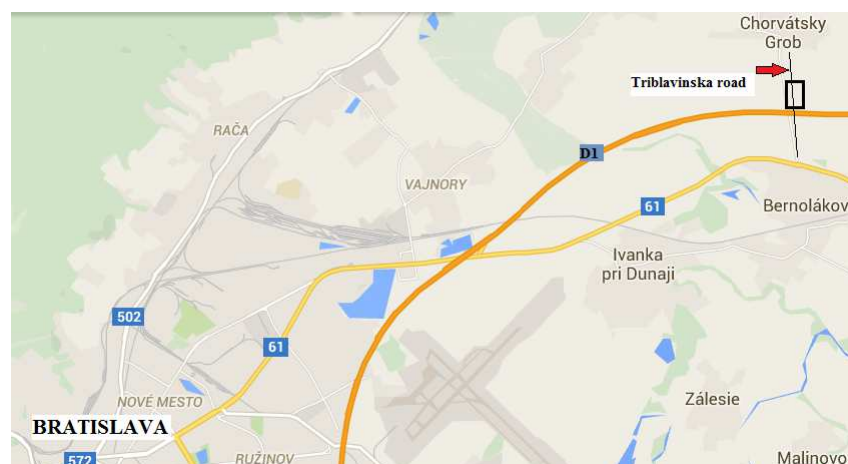 Chorvátsky
Grob
Triblavinska road
RAČA
D1
VAJNORY
61
Bernolákov
Ivanka
pri Dunaji
502
61
Zálesie
NOVÉ MESTO
BRATISLAVA
572
RUŽINOV
Malinovo